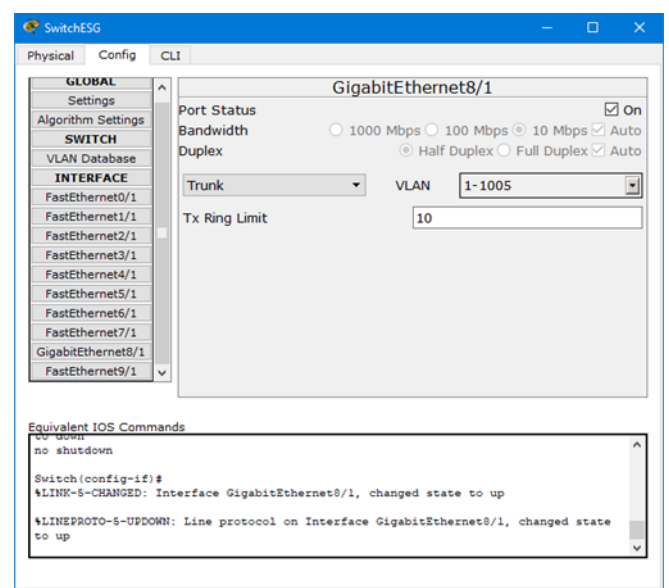 SwitchESG
Physical Config CLI
GLOBAL
Settings
Algorithm Settings
SWITCH
VLAN Database
INTERFACE
FastEthernet0/1
FastEthernet1/1
FastEthernet2/1
FastEthernet3/1
FastEthernet4/1
FastEthernet5/1
FastEthernet6/1
FastEthernet7/1
GigabitEthernet8/1
FastEthernet9/1
GigabitEthernet8/1
Port Status On
Bandwidth 1000 Mbps 100 Mbps 10 Mbps Auto
Duplex Half Duplex Full Duplex Auto
Trunk VLAN 1-1005
Tx Ring Limit 10
Equivalent IOS Commands
to down
no shutdown
Switch(config-if)#
%LINK-5-CHANGED: Interface GigabitEthernet8/1, changed state to up
%LINEPROTO-5-UPDOWN: Line protocol on Interface GigabitEthernet8/1, changed state
to up